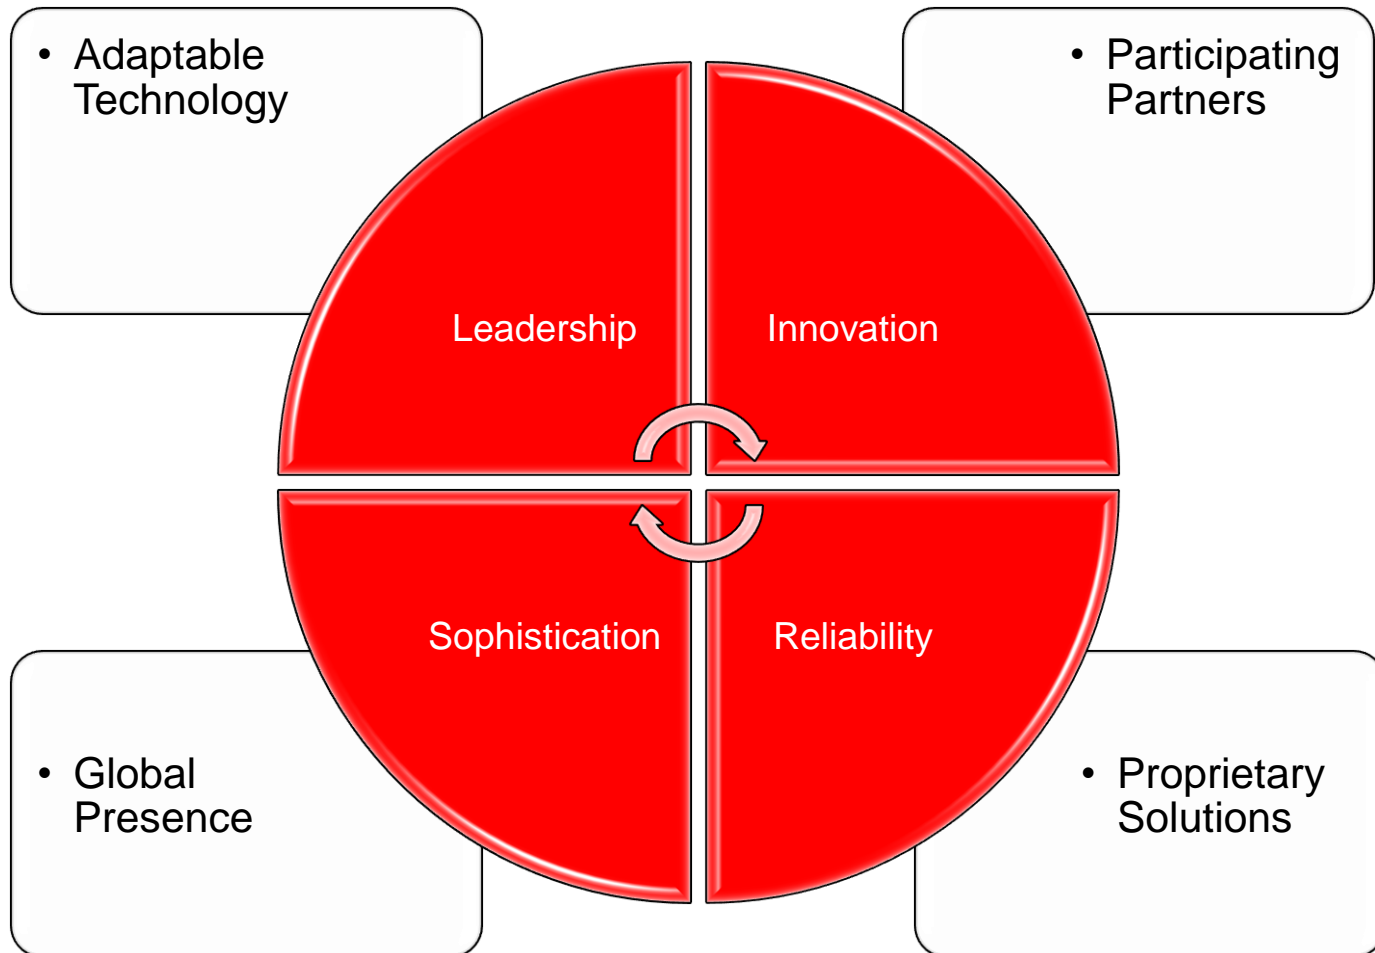 • Adaptable
Technology
• Participating
Partners
Leadership
Innovation
Sophistication
Reliability
• Global
Presence
• Proprietary
Solutions